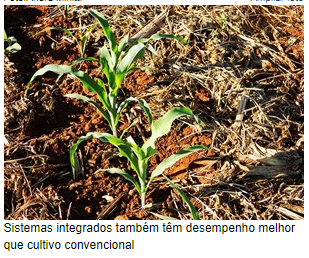 Sistemas integrados também têm desempenho melhor
que cultivo convencional